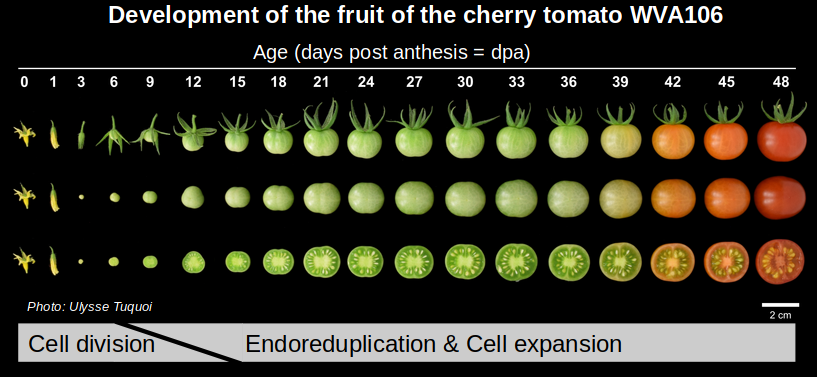 Development of the fruit of the cherry tomato WVA106
Age (days post anthesis = dpa)
0 1 3 6 9 12 15 18 21 24 27 30 33 36 39 42 45 48
Photo: Ulysse Tuquoi
2 cm
Cell division Endoreduplication & Cell expansion